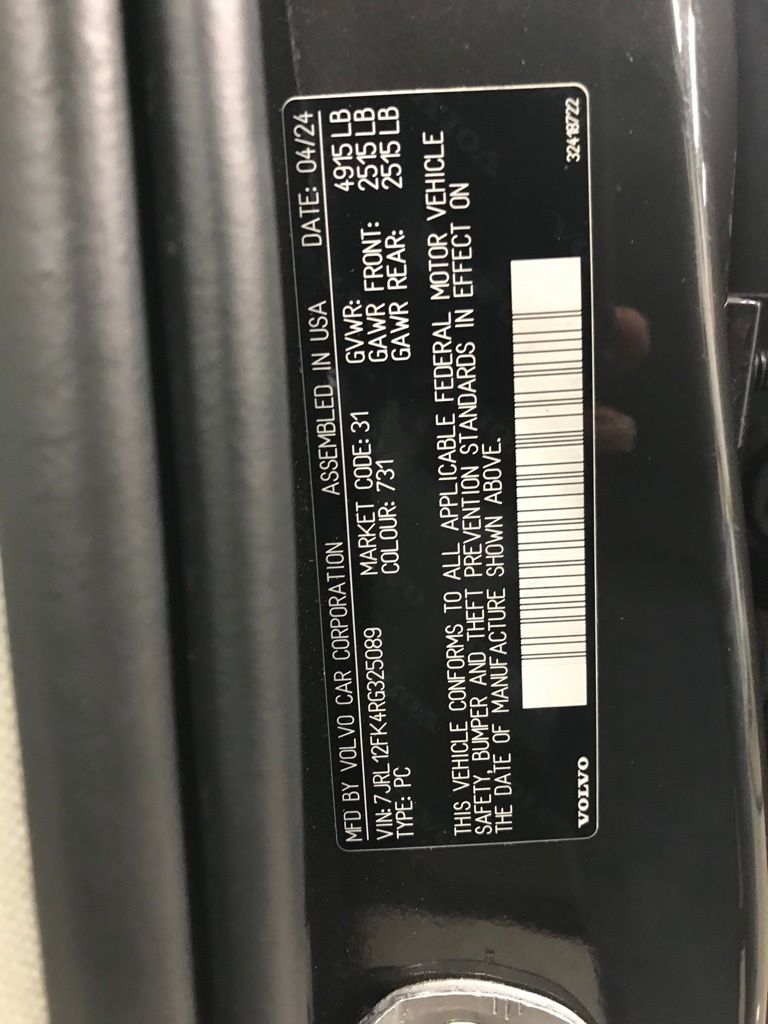 MFD BY VOLVO CAR CORPORATION ASSEMBLED IN USA DATE: 04/24
VIN: 7JRL12FK4RG325089 MARKET CODE: 31 GVWR: 4915 LB
TYPE: PC COLOUR: 731 GAWR FRONT: 2515 LB
GAWR REAR: 2515 LB
THIS VEHICLE CONFORMS TO ALL APPLICABLE FEDERAL MOTOR VEHICLE
SAFETY, BUMPER AND THEFT PREVENTION STANDARDS IN EFFECT ON
THE DATE OF MANUFACTURE SHOWN ABOVE.
VOLVO 32418722